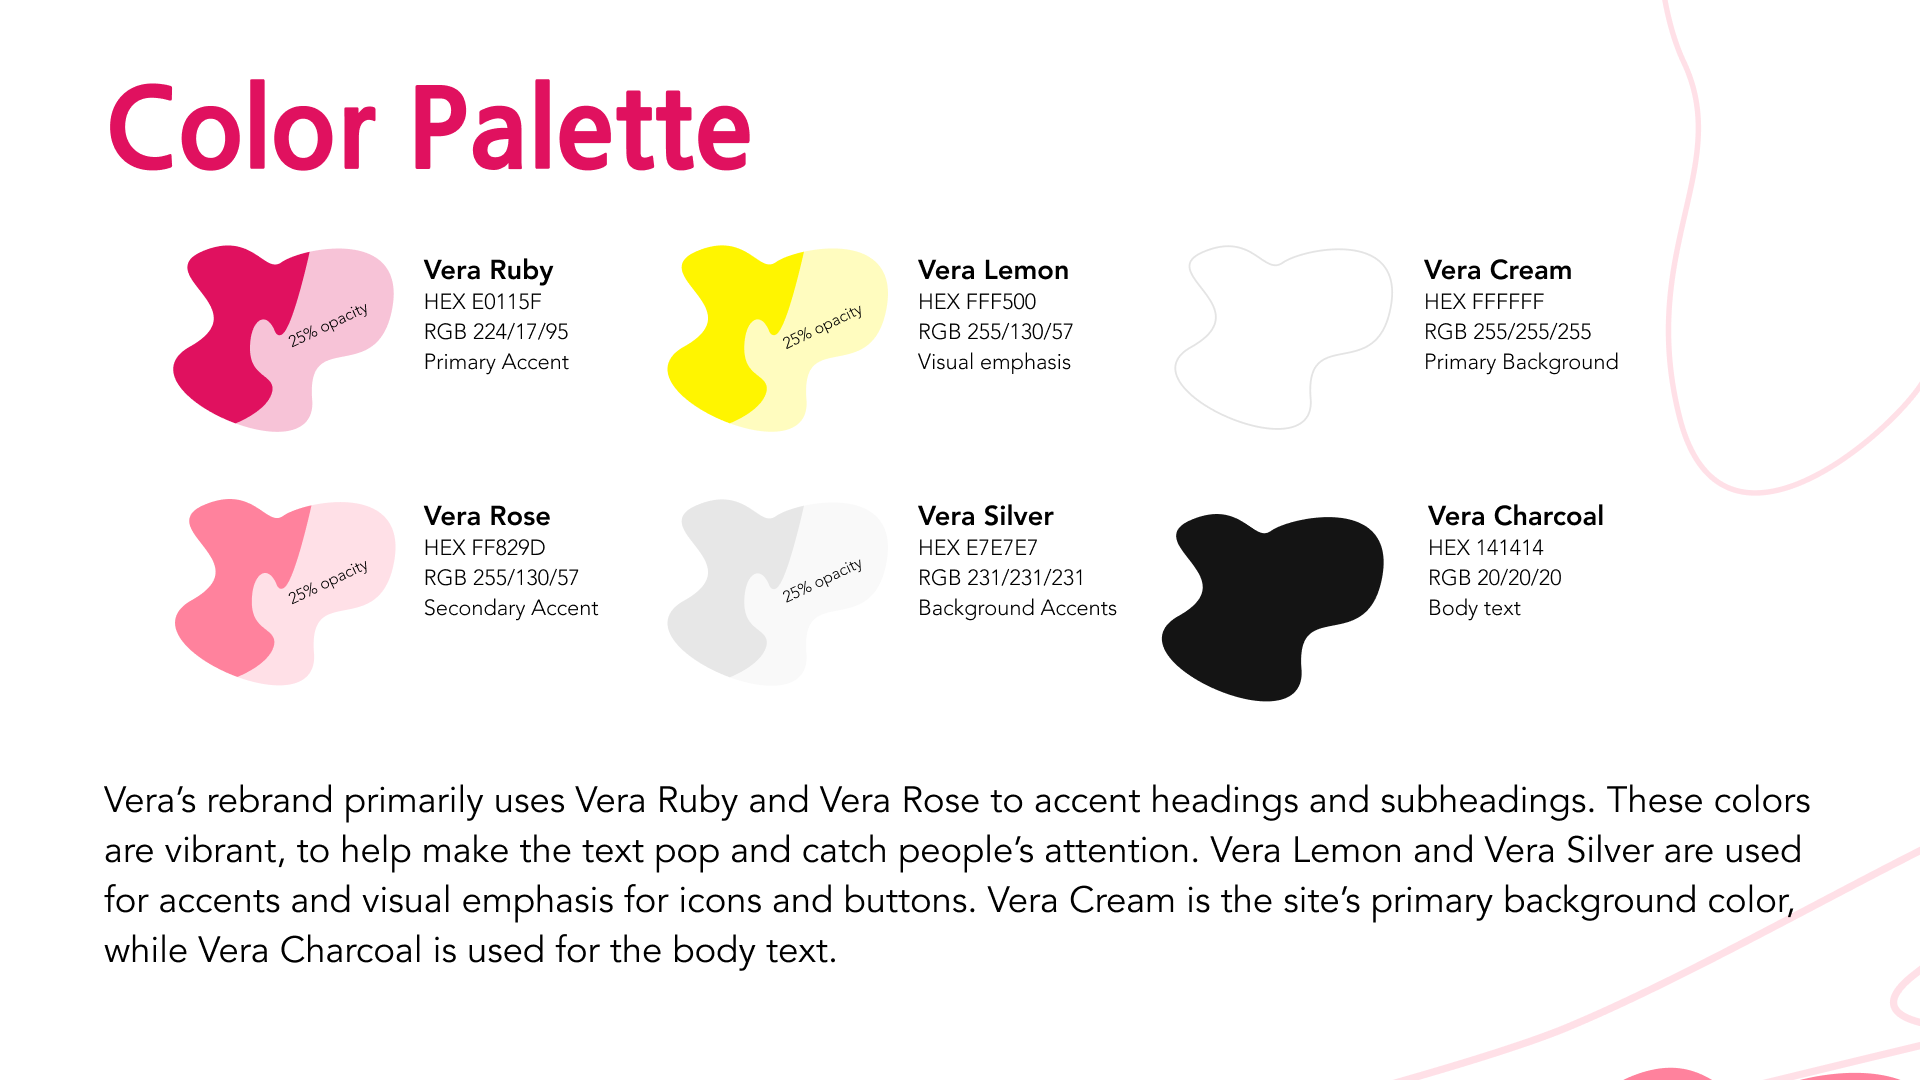 Color Palette
25% opacity
Vera Ruby
HEX E0115F
RGB 224/17/95
Primary Accent
25% opacity
Vera Lemon
HEX FFF500
RGB 255/130/57
Visual emphasis
Vera Cream
HEX FFFFFF
RGB 255/255/255
Primary Background
25% opacity
Vera Rose
HEX FF829D
RGB 255/130/57
Secondary Accent
25% opacity
Vera Silver
HEX E7E7E7
RGB 231/231/231
Background Accents
Vera Charcoal
HEX 141414
RGB 20/20/20
Body text
Vera’s rebrand primarily uses Vera Ruby and Vera Rose to accent headings and subheadings. These colors
are vibrant, to help make the text pop and catch people’s attention. Vera Lemon and Vera Silver are used
for accents and visual emphasis for icons and buttons. Vera Cream is the site’s primary background color,
while Vera Charcoal is used for the body text.